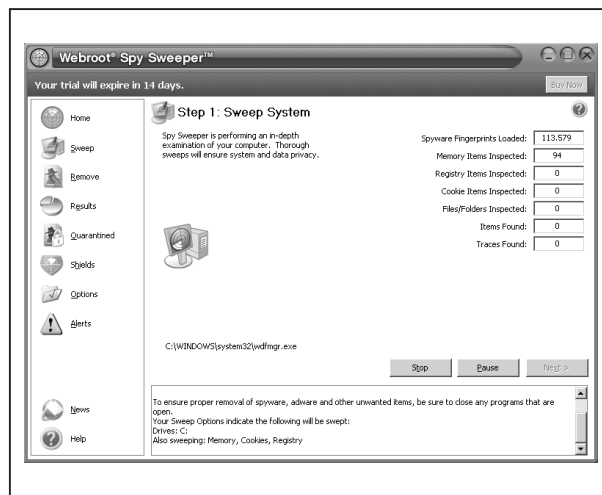 Webroot® Spy Sweeper™
Your trial will expire in 14 days.
Buy Now
Home
Sweep
Remove
Results
Quarantined
Shields
Options
Alerts
News
Help
Step 1: Sweep System
Spy Sweeper is performing an in-depth
examination of your computer. Thorough
sweeps will ensure system and data privacy.
Spyware Fingerprints Loaded: 113.579
Memory Items Inspected: 94
Registry Items Inspected: 0
Cookie Items Inspected: 0
Files/Folders Inspected: 0
Items Found: 0
Traces Found: 0
C:\WINDOWS\system32\wdfmgr.exe
Stop Pause Next >
To ensure proper removal of spyware, adware and other unwanted items, be sure to close any programs that are
open.
Your Sweep Options indicate the following will be swept:
Drives: C:
Also sweeping: Memory, Cookies, Registry